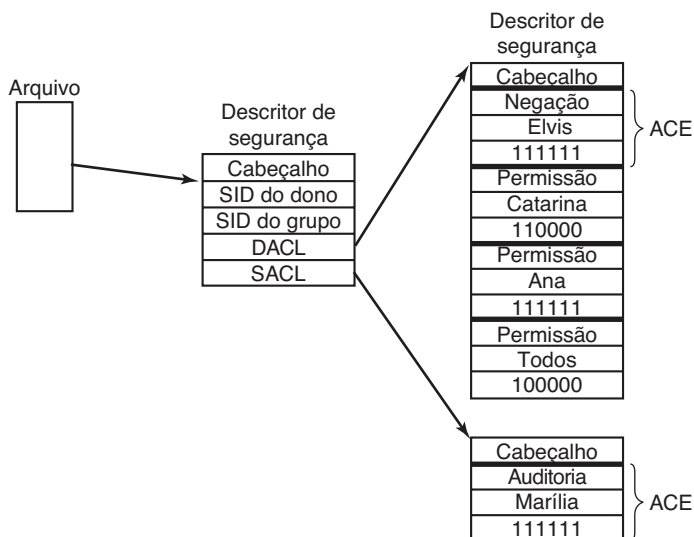 Arquivo
Descritor de
segurança
Cabeçalho
SID do dono
SID do grupo
DACL
SACL
Descritor de
segurança
Cabeçalho
Negação
Elvis
111111
ACE
Permissão
Catarina
110000
Permissão
Ana
111111
Permissão
Todos
100000
Cabeçalho
Auditoria
Marília
111111
ACE